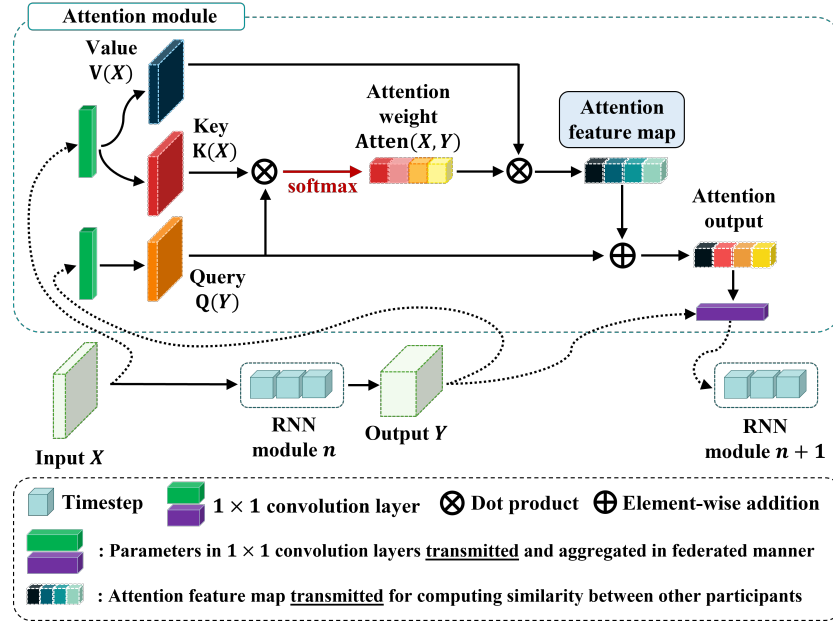 Attention module
Value
V(X)
Key
K(X)
softmax
Attention
weight
Atten(X, Y)
Attention
feature map
Attention
output
Query
Q(Y)
Input X
RNN
module n
Output Y
RNN
module n + 1
Timestep
1 × 1 convolution layer
Dot product
Element-wise addition
: Parameters in 1 × 1 convolution layers transmitted and aggregated in federated manner
: Attention feature map transmitted for computing similarity between other participants